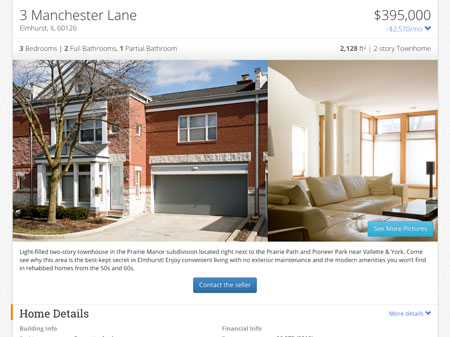 3 Manchester Lane
$395,000
Elmhurst, IL 60126
~$2,570/mo
3 Bedrooms | 2 Full Bathrooms, 1 Partial Bathroom
2,128 ft² | 2-story Townhome
See More Pictures
Light-filled two-story townhouse in the Prairie Manor subdivision located right next to the Prairie Path and Pioneer Park near Vallette & York. Come
see why this area is the best-kept secret in Elmhurst! Enjoy convenient living with no exterior maintenance and the modern amenities you won't find
in rehabbed homes from the 50s and 60s.
Contact the seller
Home Details
More details
Building Info
Financial Info